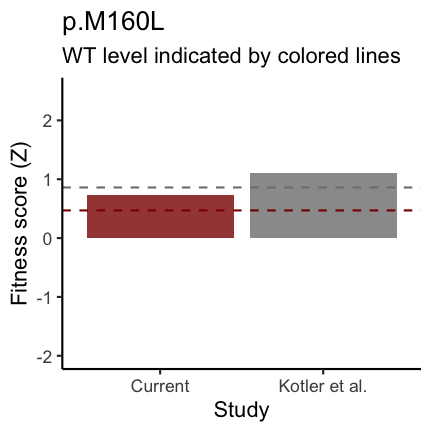 p.M160L
WT level indicated by colored lines
Fitness score (Z)
2
1
0
-1
-2
Current
Kotler et al.
Study